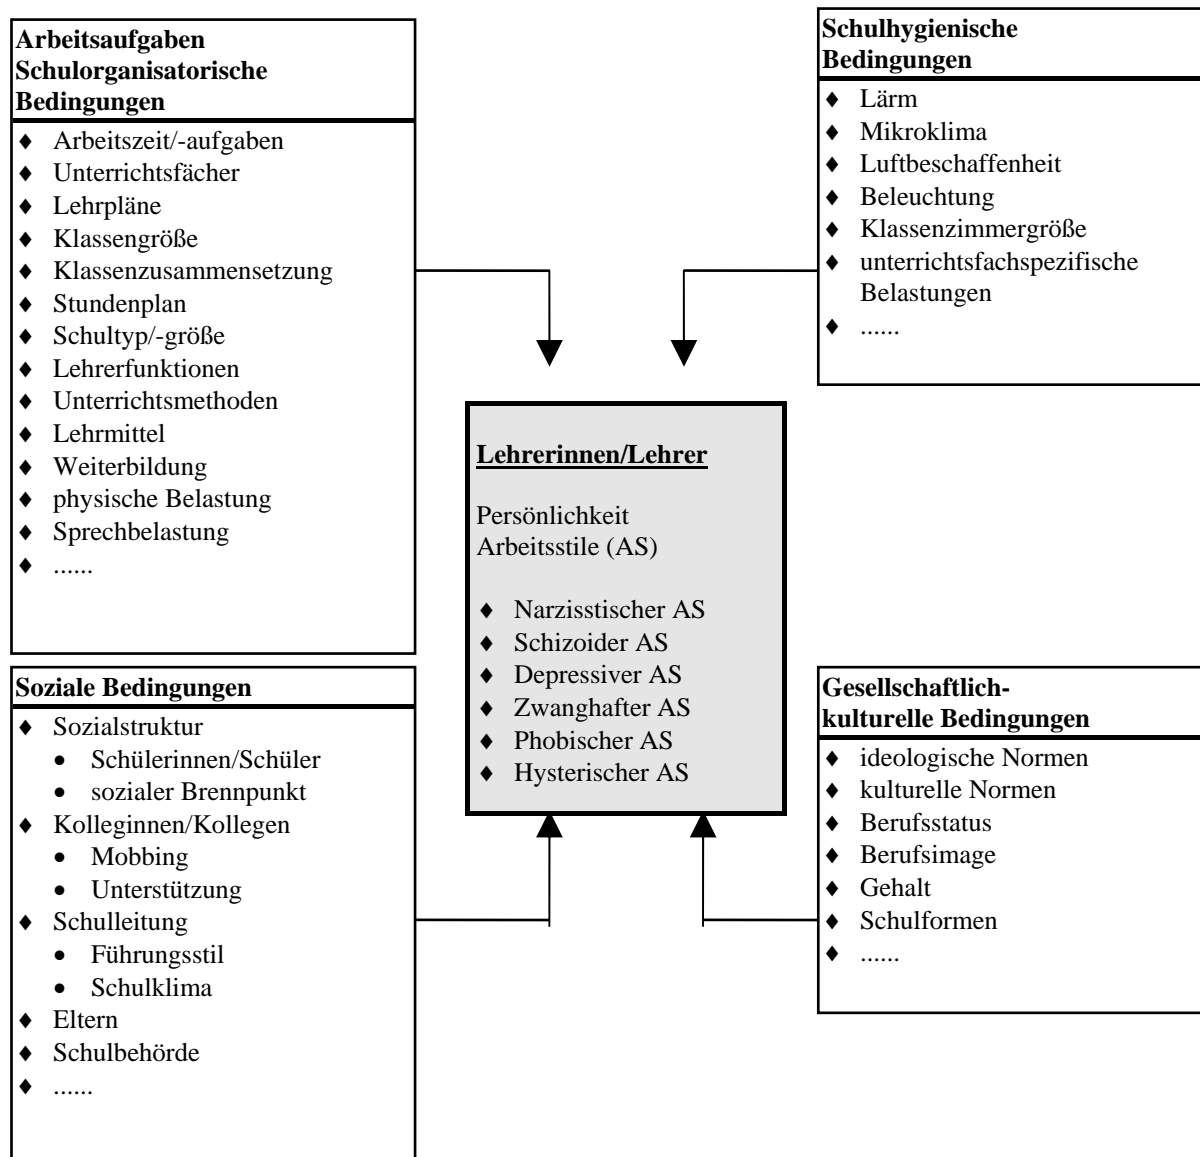 Arbeitsaufgaben
Schulorganisatorische
Bedingungen
♦ Arbeitszeit/-aufgaben
♦ Unterrichtsfächer
♦ Lehrpläne
♦ Klassengröße
♦ Klassenzusammensetzung
♦ Stundenplan
♦ Schultyp/-größe
♦ Lehrerfunktionen
♦ Unterrichtsmethoden
♦ Lehrmittel
♦ Weiterbildung
♦ physische Belastung
♦ Sprechbelastung
♦ ......
Schulhygienische
Bedingungen
♦ Lärm
♦ Mikroklima
♦ Luftbeschaffenheit
♦ Beleuchtung
♦ Klassenzimmergröße
♦ unterrichtsfachspezifische
Belastungen
♦ ......
Lehrerinnen/Lehrer
Persönlichkeit
Arbeitsstile (AS)
♦ Narzisstischer AS
♦ Schizoider AS
♦ Depressiver AS
♦ Zwanghafter AS
♦ Phobischer AS
♦ Hysterischer AS
Soziale Bedingungen
♦ Sozialstruktur
• Schülerinnen/Schüler
• sozialer Brennpunkt
♦ Kolleginnen/Kollegen
• Mobbing
• Unterstützung
♦ Schulleitung
• Führungsstil
• Schulklima
♦ Eltern
♦ Schulbehörde
♦ ......
Gesellschaftlich-
kulturelle Bedingungen
♦ ideologische Normen
♦ kulturelle Normen
♦ Berufsstatus
♦ Berufsimage
♦ Gehalt
♦ Schulformen
♦ ......